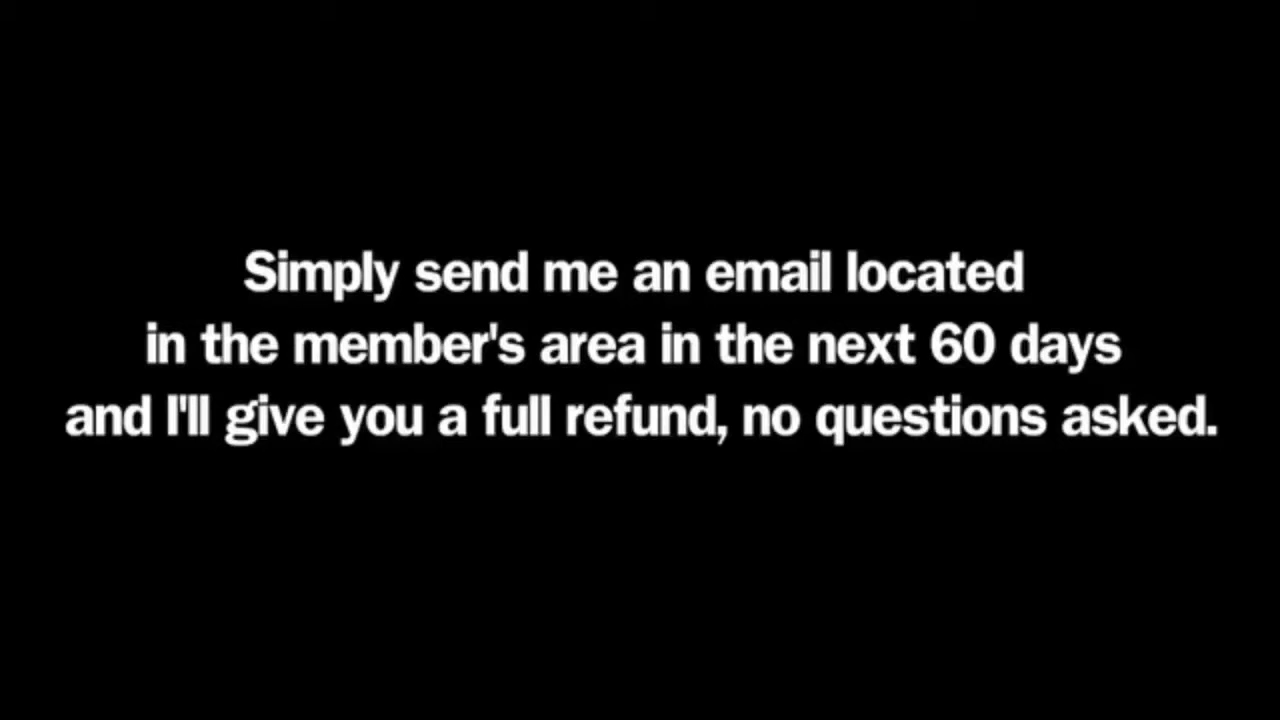 Simply send me an email located
in the member's area in the next 60 days
and I'll give you a full refund, no questions asked.